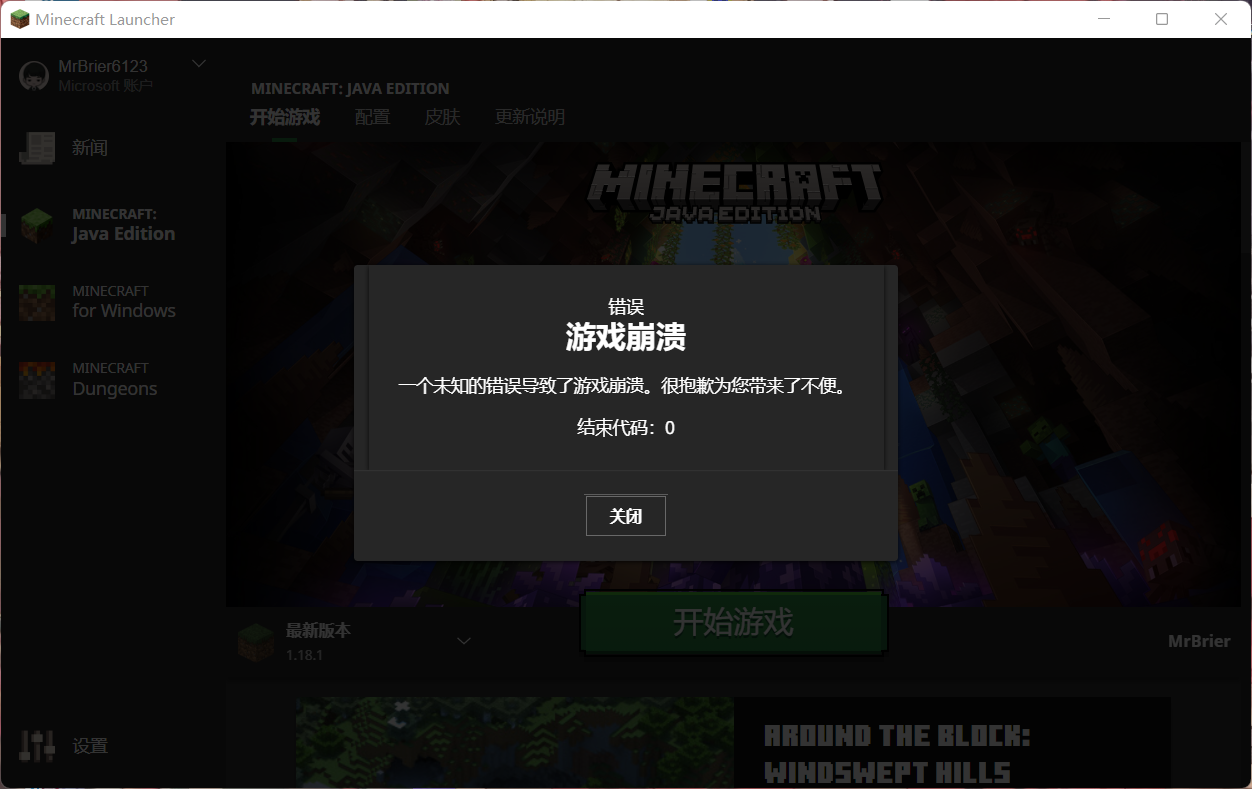 Minecraft Launcher
MrBrier6123
Microsoft 账户
新闻
MINECRAFT:
Java Edition
MINECRAFT
for Windows
MINECRAFT
Dungeons
设置
MINECRAFT: JAVA EDITION
开始游戏 配置 皮肤 更新说明
MINECRAFT
JAVA EDITION
错误
游戏崩溃
一个未知的错误导致了游戏崩溃。很抱歉为您带来了不便。
结束代码：0
关闭
最新版本
1.18.1
开始游戏
MrBrier
AROUND THE BLOCK:
WINDSWEPT HILLS